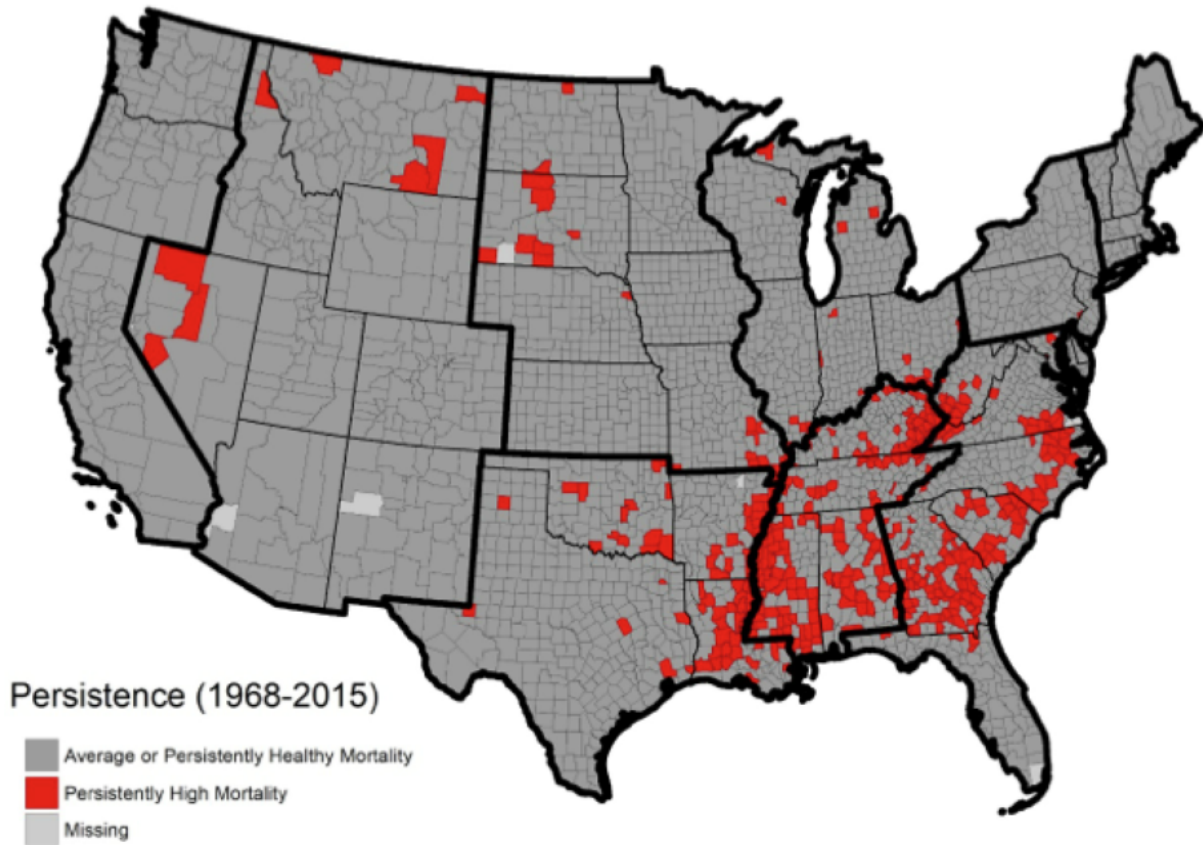 Persistence (1968-2015)
Average or Persistently Healthy Mortality
Persistently High Mortality
Missing